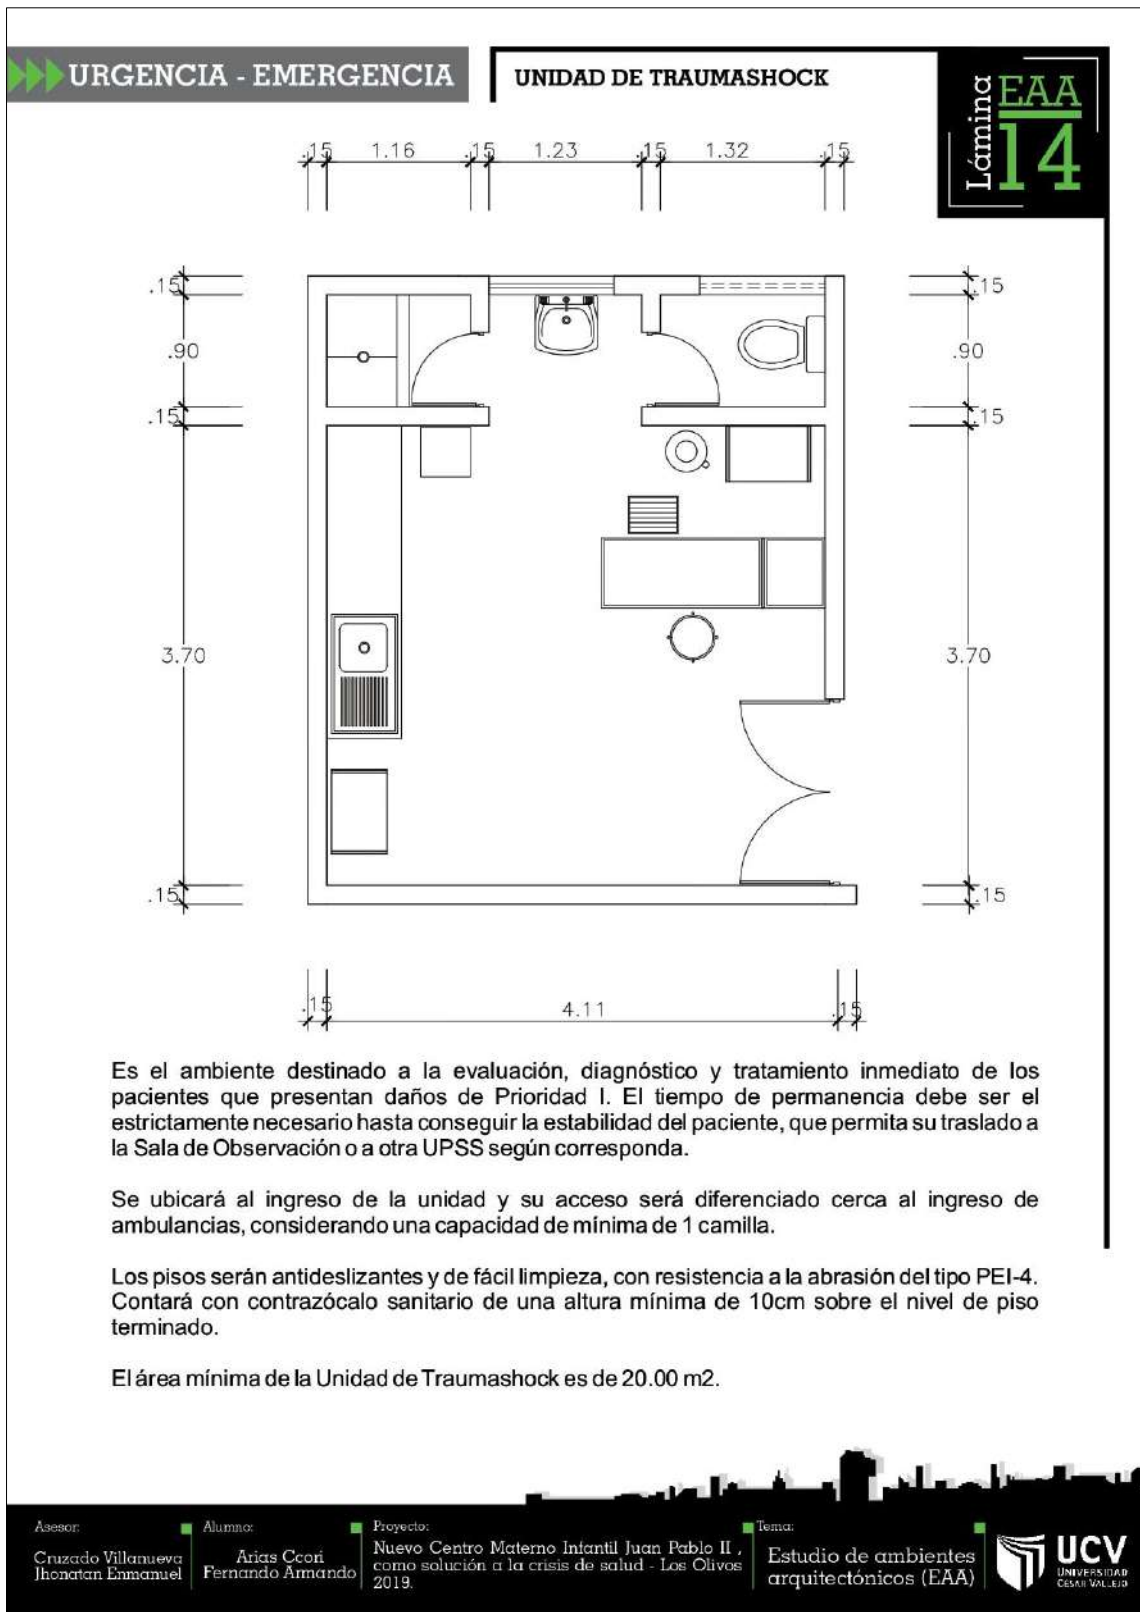 URGENCIA - EMERGENCIA
UNIDAD DE TRAUMASHOCK
Lámina
EAA
14
.15 1.16 .15 1.23 .15 1.32 .15
.15 .15
.90 .90
.15 .15
3.70 3.70
.15 .15
.15 4.11 .15
Es el ambiente destinado a la evaluación, diagnóstico y tratamiento inmediato de los
pacientes que presentan daños de Prioridad I. El tiempo de permanencia debe ser el
estrictamente necesario hasta conseguir la estabilidad del paciente, que permita su traslado a
la Sala de Observación o a otra UPSS según corresponda.
Se ubicará al ingreso de la unidad y su acceso será diferenciado cerca al ingreso de
ambulancias, considerando una capacidad de mínima de 1 camilla.
Los pisos serán antideslizantes y de fácil limpieza, con resistencia a la abrasión del tipo PEI-4.
Contará con contrazócalo sanitario de una altura mínima de 10cm sobre el nivel de piso
terminado.
El área mínima de la Unidad de Traumashock es de 20.00 m2.
Asesor:
Cruzado Villanueva
Jhonatan Enmanuel
Alumno:
Arias Ccori
Fernando Armando
Proyecto:
Nuevo Centro Materno Infantil Juan Pablo II ,
como solución a la crisis de salud - Los Olivos
2019.
Tema:
Estudio de ambientes
arquitectónicos (EAA)
UCV
UNIVERSIDAD
CESAR VALLEJO